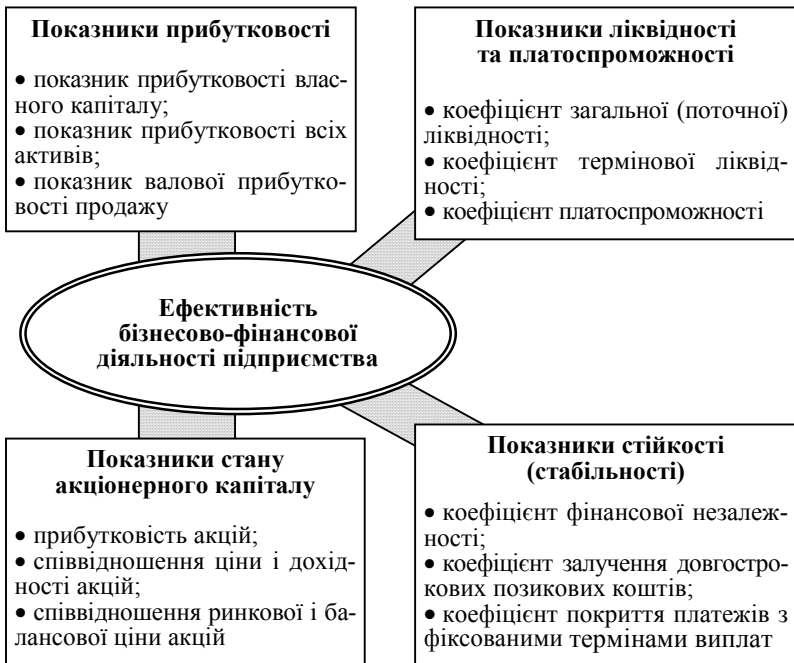 Показники прибутковості
• показник прибутковості влас-
ного капіталу;
• показник прибутковості всіх
активів;
• показник валової прибутко-
вості продажу
Показники ліквідності
та платоспроможності
• коефіцієнт загальної (поточної)
ліквідності;
• коефіцієнт термінової ліквід-
ності;
• коефіцієнт платоспроможності
Ефективність
бізнесово-фінансової
діяльності підприємства
Показники стану
акціонерного капіталу
• прибутковість акцій;
• співвідношення ціни і дохід-
ності акцій;
• співвідношення ринкової і ба-
лансової ціни акцій
Показники стійкості
(стабільності)
• коефіцієнт фінансової незалеж-
ності;
• коефіцієнт залучення довгостро-
кових позикових коштів;
• коефіцієнт покриття платежів з
фіксованими термінами виплат